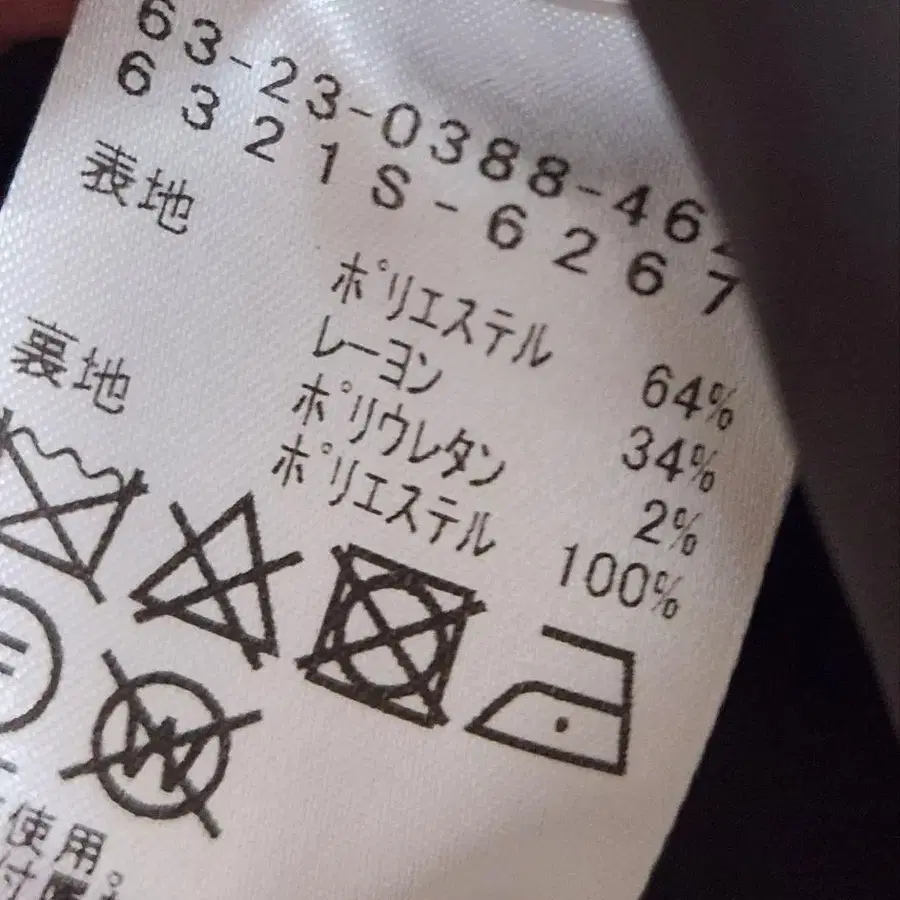 63-23-0388-462
6321S-6267
表地 ポリエステル 64%
レーヨン 34%
ポリウレタン 2%
裏地 ポリエステル 100%
使用